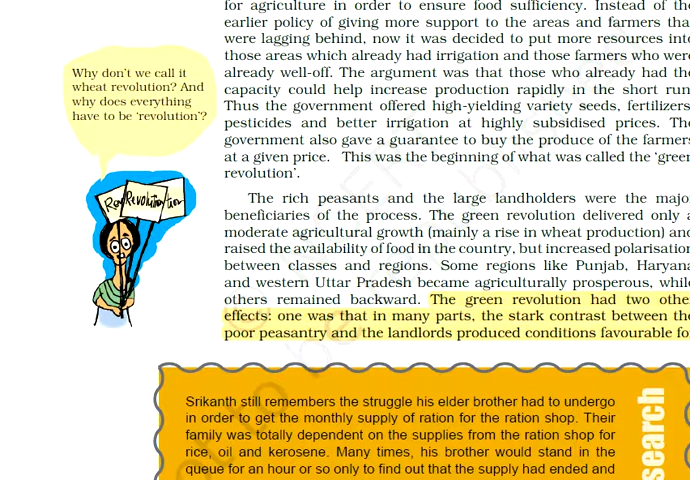 for agriculture in order to ensure food sufficiency. Instead of the
earlier policy of giving more support to the areas and farmers that
were lagging behind, now it was decided to put more resources into
those areas which already had irrigation and those farmers who were
already well-off. The argument was that those who already had the
capacity could help increase production rapidly in the short run.
Thus the government offered high-yielding variety seeds, fertilizers,
pesticides and better irrigation at highly subsidised prices. The
government also gave a guarantee to buy the produce of the farmers
at a given price. This was the beginning of what was called the ‘green
revolution’.
Why don’t we call it
wheat revolution? And
why does everything
have to be ‘revolution’?
Rev Revolution tion
The rich peasants and the large landholders were the major
beneficiaries of the process. The green revolution delivered only a
moderate agricultural growth (mainly a rise in wheat production) and
raised the availability of food in the country, but increased polarisation
between classes and regions. Some regions like Punjab, Haryana
and western Uttar Pradesh became agriculturally prosperous, while
others remained backward. The green revolution had two other
effects: one was that in many parts, the stark contrast between the
poor peasantry and the landlords produced conditions favourable fo
Srikanth still remembers the struggle his elder brother had to undergo
in order to get the monthly supply of ration for the ration shop. Their
family was totally dependent on the supplies from the ration shop for
rice, oil and kerosene. Many times, his brother would stand in the
queue for an hour or so only to find out that the supply had ended and
search